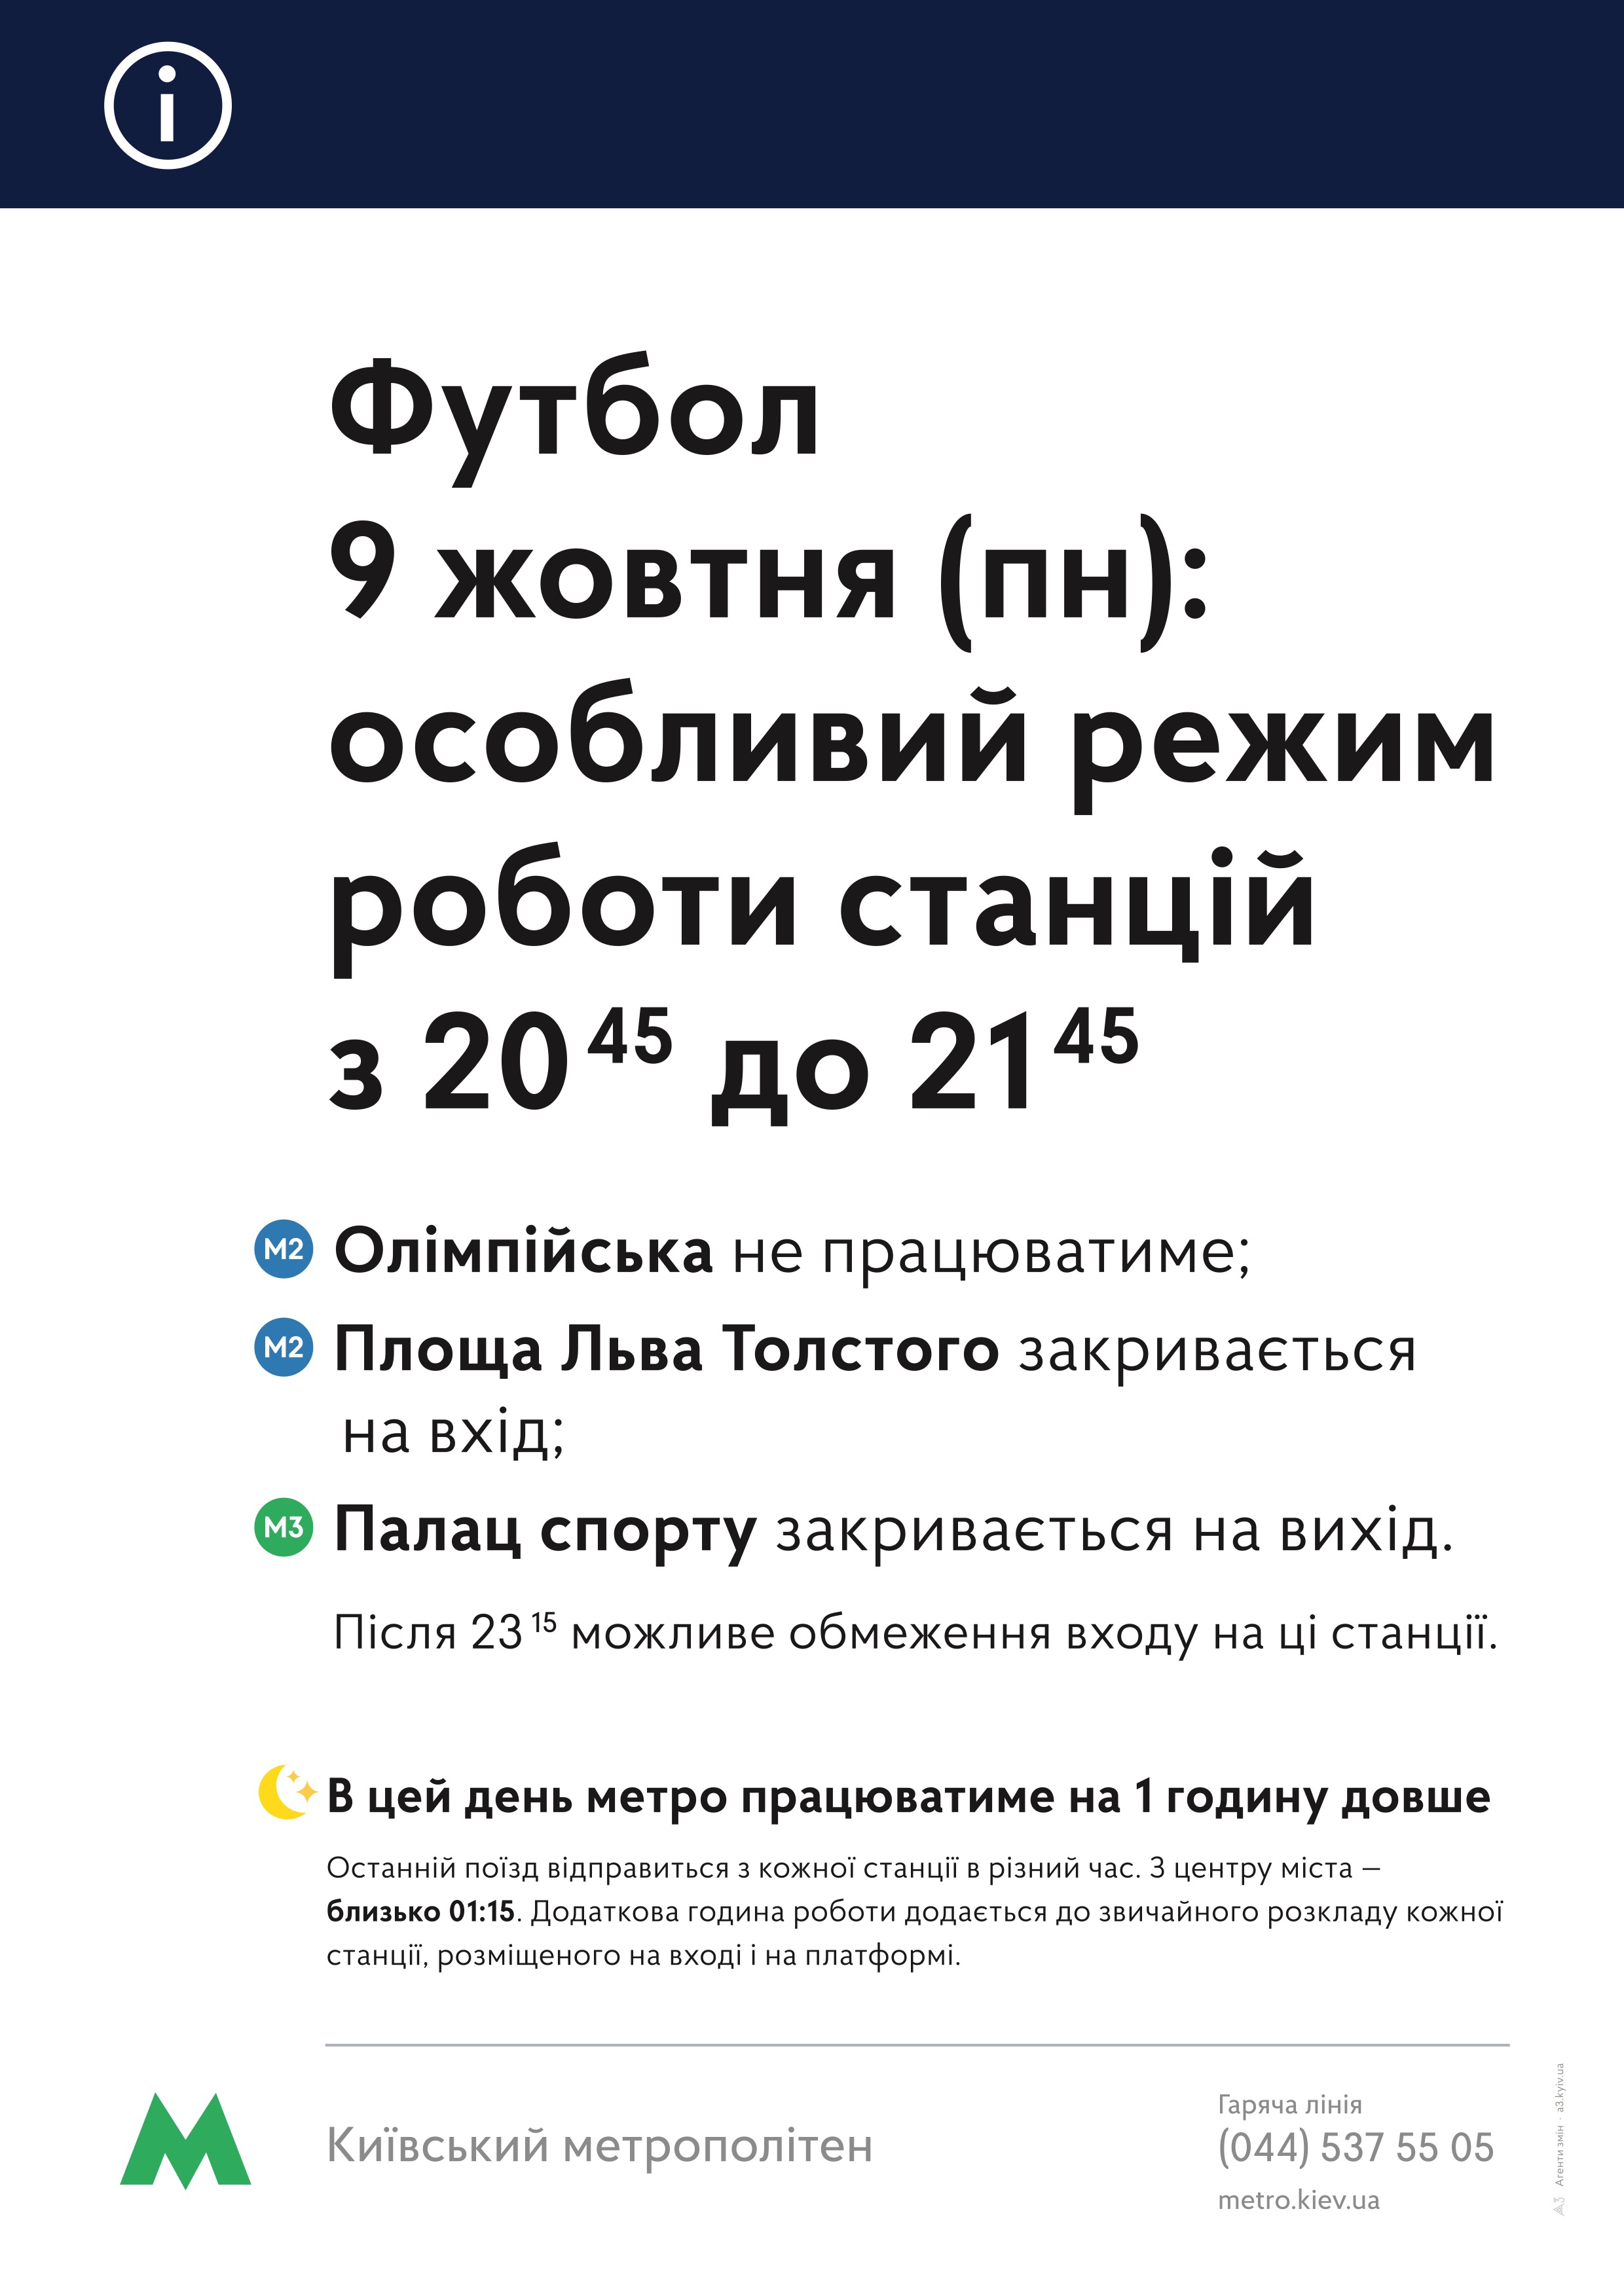 i
Футбол
9 жовтня (пн):
особливий режим
роботи станцій
з 20 45 до 21 45
М2 Олімпійська не працюватиме;
М2 Площа Льва Толстого закривається
на вхід;
М3 Палац спорту закривається на вихід.
Після 23 15 можливе обмеження входу на ці станції.
В цей день метро працюватиме на 1 годину довше
Останній поїзд відправиться з кожної станції в різний час. З центру міста —
близько 01:15. Додаткова година роботи додається до звичайного розкладу кожної
станції, розміщеного на вході і на платформі.
Київський метрополітен
Гаряча лінія
(044) 537 55 05
metro.kiev.ua
А3 Агенти змін · a3.kyiv.ua